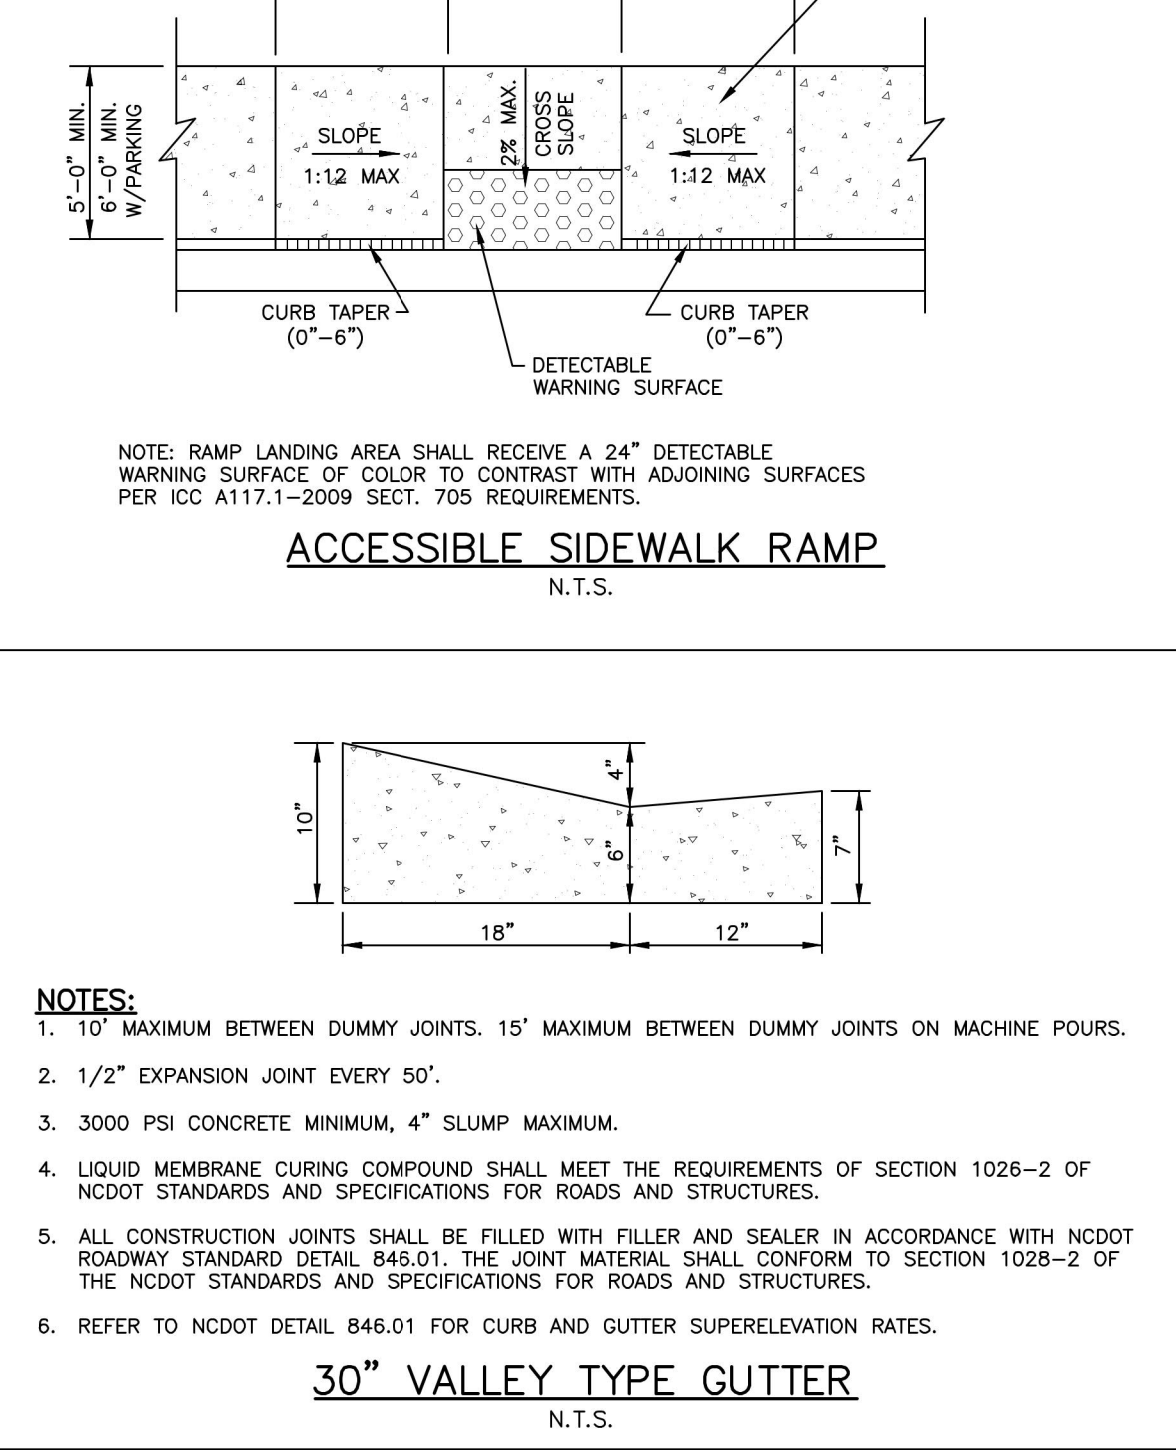 5'-0" MIN.
6'-0" MIN.
W/PARKING
SLOPE
1:12 MAX
2% MAX.
CROSS
SLOPE
SLOPE
1:12 MAX
CURB TAPER
(0"-6")
CURB TAPER
(0"-6")
DETECTABLE
WARNING SURFACE
NOTE: RAMP LANDING AREA SHALL RECEIVE A 24" DETECTABLE
WARNING SURFACE OF COLOR TO CONTRAST WITH ADJOINING SURFACES
PER ICC A117.1-2009 SECT. 705 REQUIREMENTS.
ACCESSIBLE SIDEWALK RAMP
N.T.S.
10"
4"
6"
7"
18"
12"
NOTES:
1. 10' MAXIMUM BETWEEN DUMMY JOINTS. 15' MAXIMUM BETWEEN DUMMY JOINTS ON MACHINE POURS.
2. 1/2" EXPANSION JOINT EVERY 50'.
3. 3000 PSI CONCRETE MINIMUM, 4" SLUMP MAXIMUM.
4. LIQUID MEMBRANE CURING COMPOUND SHALL MEET THE REQUIREMENTS OF SECTION 1026-2 OF
NCDOT STANDARDS AND SPECIFICATIONS FOR ROADS AND STRUCTURES.
5. ALL CONSTRUCTION JOINTS SHALL BE FILLED WITH FILLER AND SEALER IN ACCORDANCE WITH NCDOT
ROADWAY STANDARD DETAIL 846.01. THE JOINT MATERIAL SHALL CONFORM TO SECTION 1028-2 OF
THE NCDOT STANDARDS AND SPECIFICATIONS FOR ROADS AND STRUCTURES.
6. REFER TO NCDOT DETAIL 846.01 FOR CURB AND GUTTER SUPERELEVATION RATES.
30" VALLEY TYPE GUTTER
N.T.S.